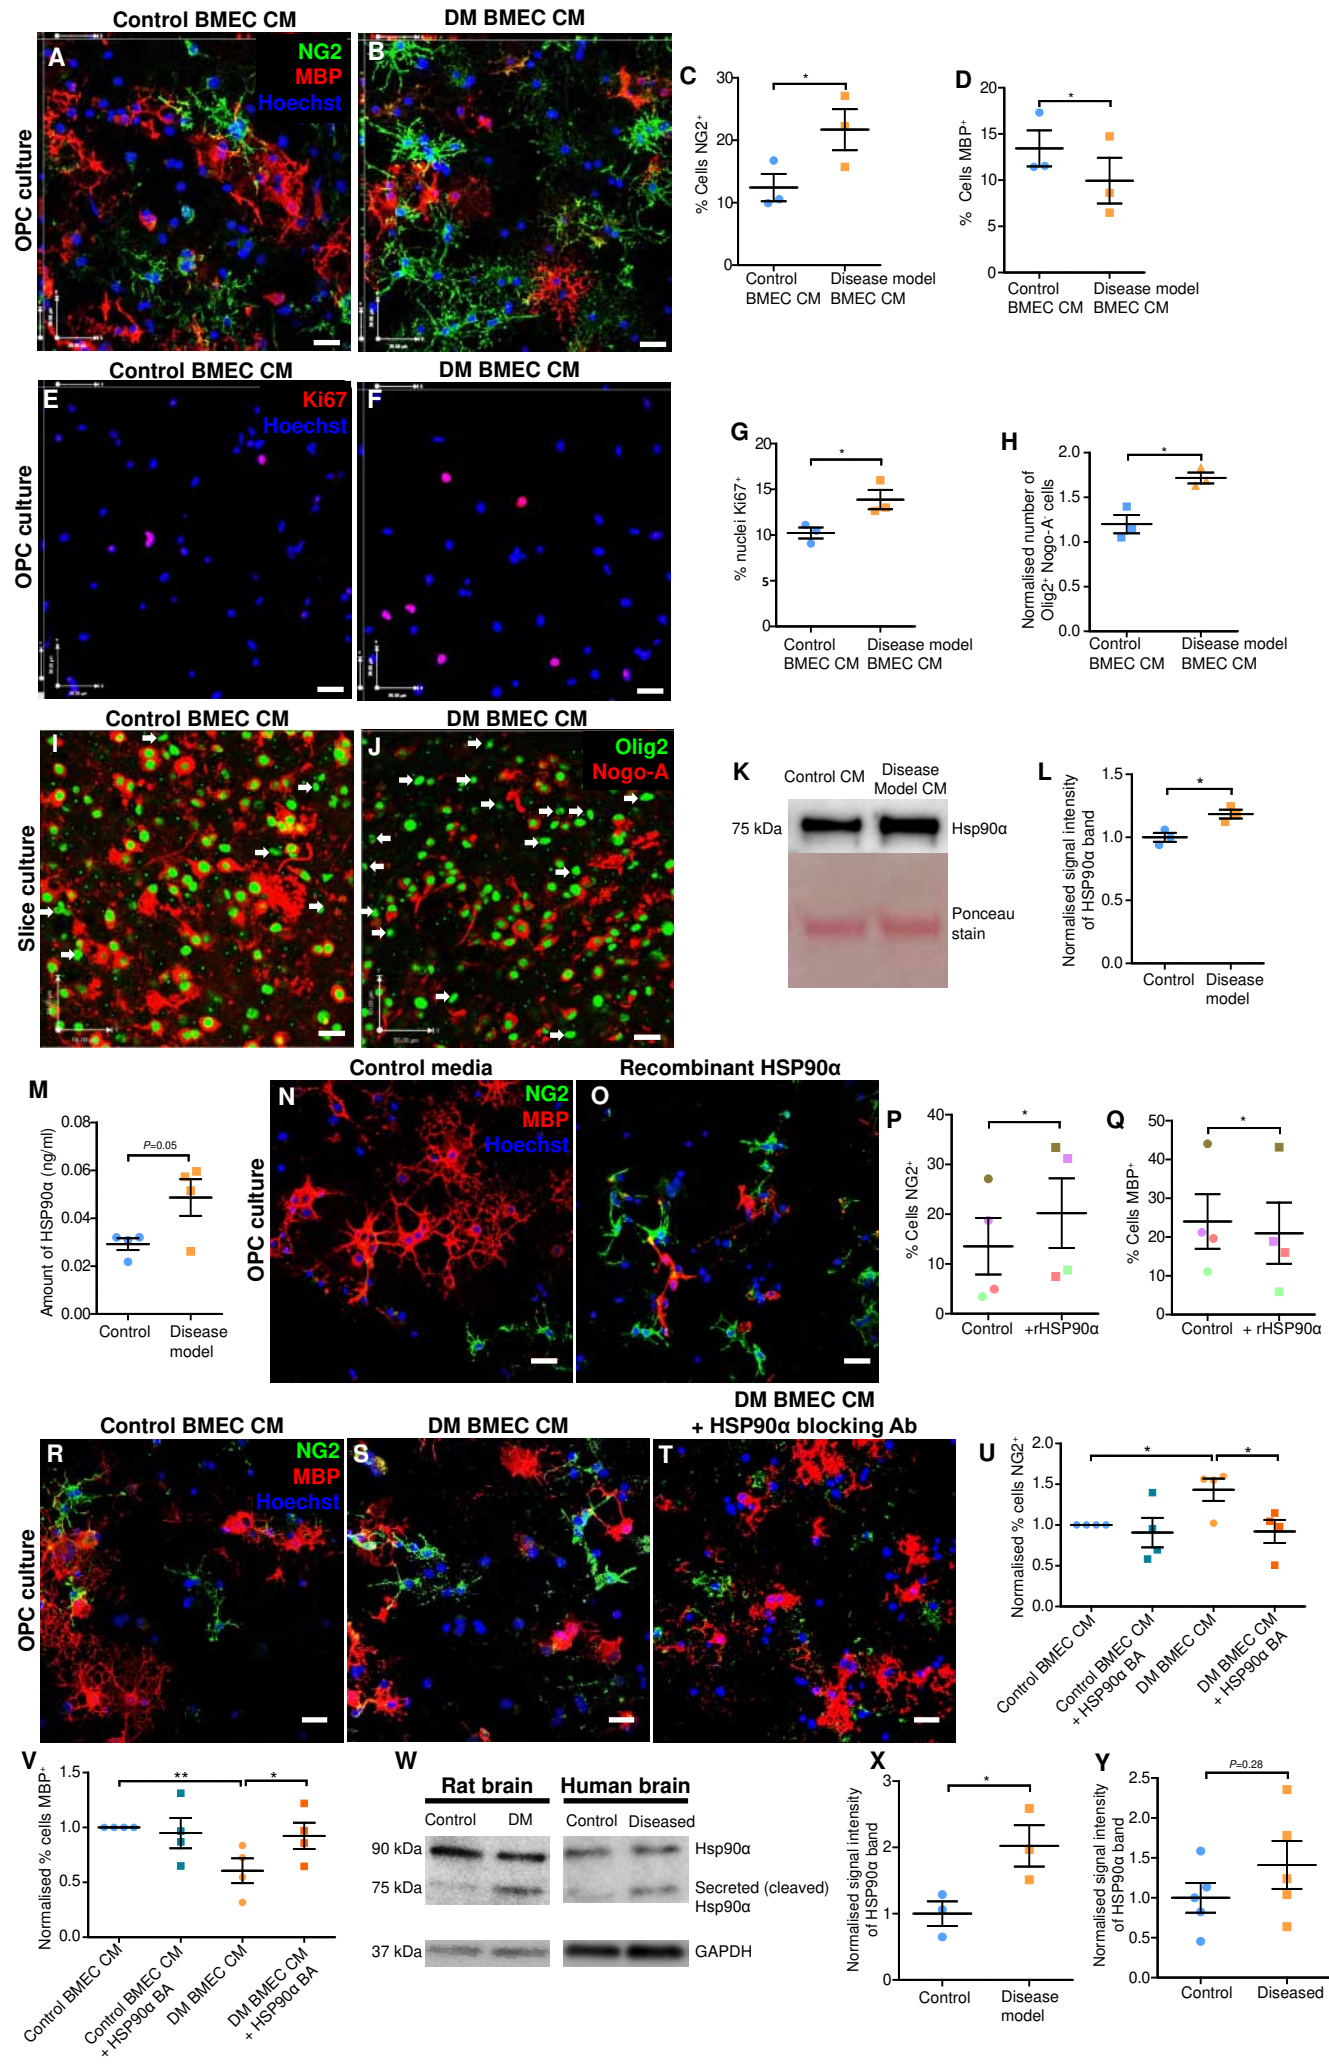 Control BMEC CM
DM BMEC CM
A
NG2
MBP
Hoechst
B
OPC culture
C
% Cells NG2⁺
30
20
10
0
*
Control
BMEC CM
Disease model
BMEC CM
D
% Cells MBP⁺
20
15
10
5
0
*
Control
BMEC CM
Disease model
BMEC CM
Control BMEC CM
DM BMEC CM
E
Ki67
Hoechst
F
OPC culture
G
% nuclei Ki67⁺
20
15
10
5
0
*
Control
BMEC CM
Disease model
BMEC CM
H
Normalised number of
Olig2⁺ Nogo-A⁻ cells
2.0
1.5
1.0
0.5
0.0
*
Control
BMEC CM
Disease model
BMEC CM
Control BMEC CM
DM BMEC CM
I
J
Olig2
Nogo-A
Slice culture
K
Control CM
Disease
Model CM
75 kDa
Hsp90α
Ponceau
stain
L
Normalised signal intensity
of HSP90α band
1.5
1.0
0.5
0.0
*
Control
Disease
model
M
Amount of HSP90α (ng/ml)
0.08
0.06
0.04
0.02
0.00
P=0.05
Control
Disease
model
Control media
Recombinant HSP90α
N
NG2
MBP
Hoechst
O
OPC culture
P
% Cells NG2⁺
40
30
20
10
0
*
Control
+rHSP90α
Q
% Cells MBP⁺
50
40
30
20
10
0
*
Control
+ rHSP90α
Control BMEC CM
DM BMEC CM
DM BMEC CM
+ HSP90α blocking Ab
R
NG2
MBP
Hoechst
S
T
OPC culture
U
Normalised % cells NG2⁺
2.0
1.5
1.0
0.5
0.0
*
*
Control BMEC CM
Control BMEC CM
+ HSP90α BA
DM BMEC CM
DM BMEC CM
+ HSP90α BA
V
Normalised % cells MBP⁺
1.5
1.0
0.5
0.0
**
*
Control BMEC CM
Control BMEC CM
+ HSP90α BA
DM BMEC CM
DM BMEC CM
+ HSP90α BA
W
Rat brain
Human brain
Control
DM
Control
Diseased
90 kDa
Hsp90α
75 kDa
Secreted (cleaved)
Hsp90α
37 kDa
GAPDH
X
Normalised signal intensity
of HSP90α band
3
2
1
0
*
Control
Disease
model
Y
Normalised signal intensity
of HSP90α band
2.5
2.0
1.5
1.0
0.5
0.0
P=0.28
Control
Diseased